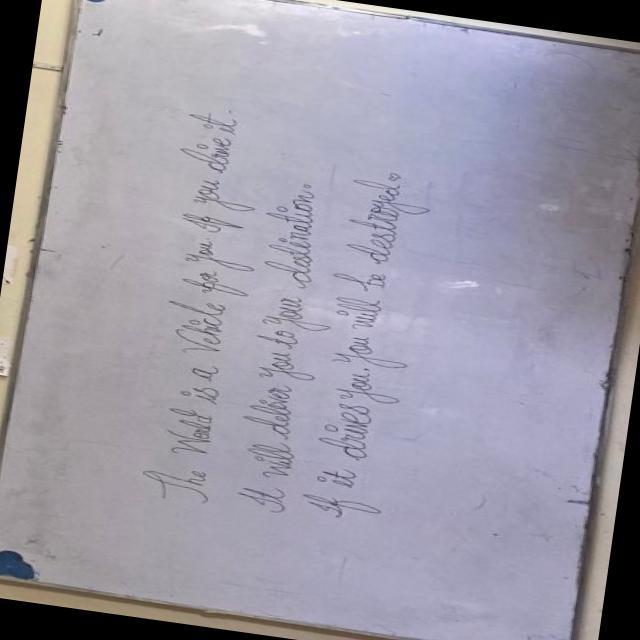 The World is a Vehicle for you If you drive it.
It will deliver You to Your destination.
If it drives you, You will be destroyed.